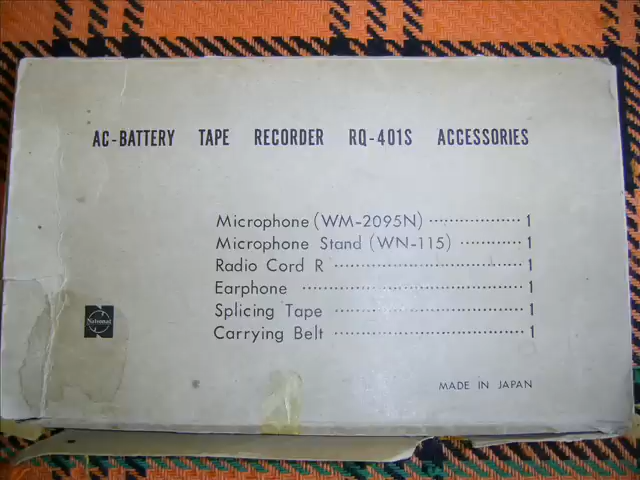 AC-BATTERY TAPE RECORDER RQ-401S ACCESSORIES
Microphone (WM-2095N) ·················· 1
Microphone Stand (WN-115) ············ 1
Radio Cord R ····································· 1
Earphone ··········································· 1
Splicing Tape ····································· 1
Carrying Belt ····································· 1
National
MADE IN JAPAN